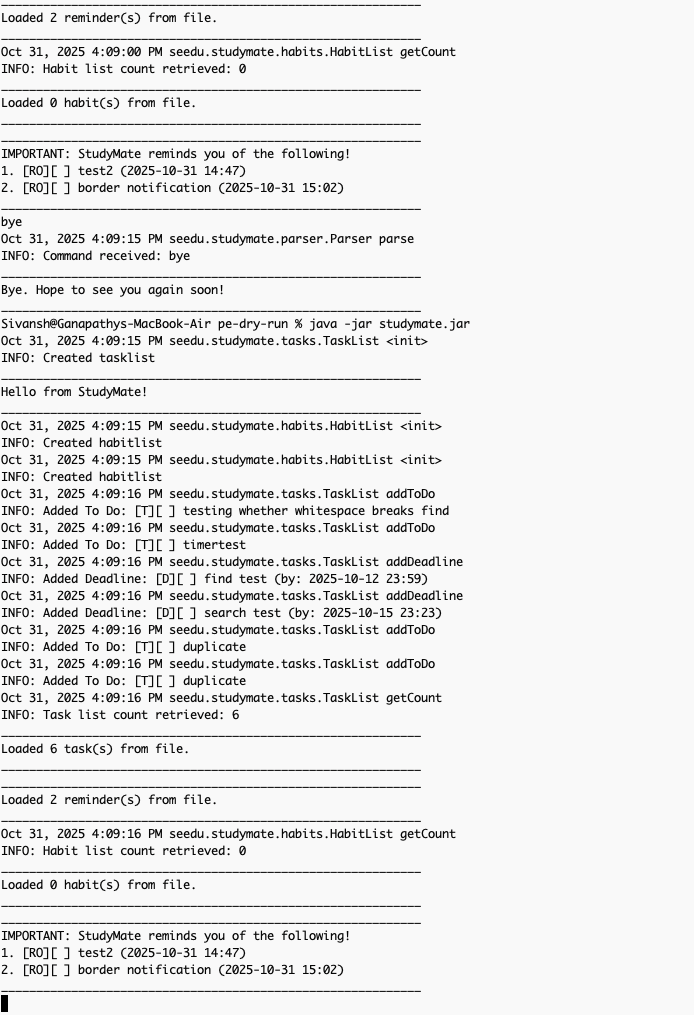 ____________________________________________________________
Loaded 2 reminder(s) from file.
____________________________________________________________
Oct 31, 2025 4:09:00 PM seedu.studymate.habits.HabitList getCount
INFO: Habit list count retrieved: 0
____________________________________________________________
Loaded 0 habit(s) from file.
____________________________________________________________
____________________________________________________________
IMPORTANT: StudyMate reminds you of the following!
1. [RO][ ] test2 (2025-10-31 14:47)
2. [RO][ ] border notification (2025-10-31 15:02)
____________________________________________________________
bye
Oct 31, 2025 4:09:15 PM seedu.studymate.parser.Parser parse
INFO: Command received: bye
____________________________________________________________
Bye. Hope to see you again soon!
____________________________________________________________
Sivansh@Ganapathys-MacBook-Air pe-dry-run % java -jar studymate.jar
Oct 31, 2025 4:09:15 PM seedu.studymate.tasks.TaskList <init>
INFO: Created tasklist
____________________________________________________________
Hello from StudyMate!
____________________________________________________________
Oct 31, 2025 4:09:15 PM seedu.studymate.habits.HabitList <init>
INFO: Created habitlist
Oct 31, 2025 4:09:15 PM seedu.studymate.habits.HabitList <init>
INFO: Created habitlist
Oct 31, 2025 4:09:16 PM seedu.studymate.tasks.TaskList addToDo
INFO: Added To Do: [T][ ] testing whether whitespace breaks find
Oct 31, 2025 4:09:16 PM seedu.studymate.tasks.TaskList addToDo
INFO: Added To Do: [T][ ] timertest
Oct 31, 2025 4:09:16 PM seedu.studymate.tasks.TaskList addDeadline
INFO: Added Deadline: [D][ ] find test (by: 2025-10-12 23:59)
Oct 31, 2025 4:09:16 PM seedu.studymate.tasks.TaskList addDeadline
INFO: Added Deadline: [D][ ] search test (by: 2025-10-15 23:23)
Oct 31, 2025 4:09:16 PM seedu.studymate.tasks.TaskList addToDo
INFO: Added To Do: [T][ ] duplicate
Oct 31, 2025 4:09:16 PM seedu.studymate.tasks.TaskList addToDo
INFO: Added To Do: [T][ ] duplicate
Oct 31, 2025 4:09:16 PM seedu.studymate.tasks.TaskList getCount
INFO: Task list count retrieved: 6
____________________________________________________________
Loaded 6 task(s) from file.
____________________________________________________________
____________________________________________________________
Loaded 2 reminder(s) from file.
____________________________________________________________
Oct 31, 2025 4:09:16 PM seedu.studymate.habits.HabitList getCount
INFO: Habit list count retrieved: 0
____________________________________________________________
Loaded 0 habit(s) from file.
____________________________________________________________
____________________________________________________________
IMPORTANT: StudyMate reminds you of the following!
1. [RO][ ] test2 (2025-10-31 14:47)
2. [RO][ ] border notification (2025-10-31 15:02)
____________________________________________________________